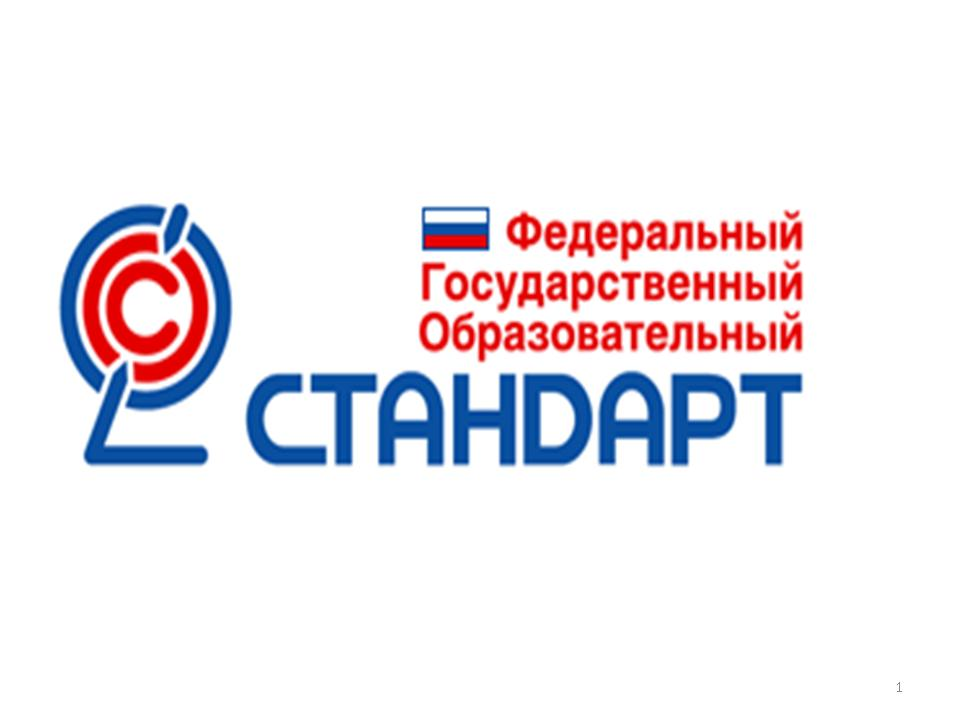 Федеральный
Государственный
Образовательный
СТАНДАРТ
1